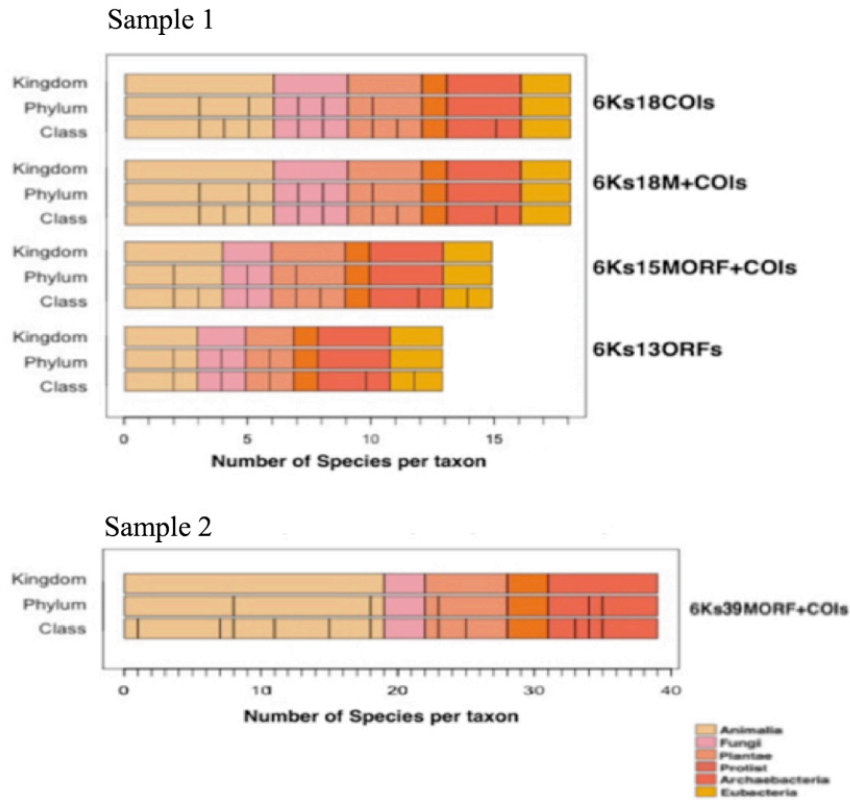 Sample 1
Kingdom
Phylum
Class
6Ks18COIs
Kingdom
Phylum
Class
6Ks18M+COIs
Kingdom
Phylum
Class
6Ks15MORF+COIs
Kingdom
Phylum
Class
6Ks13ORFs
0 5 10 15
Number of Species per taxon
Sample 2
Kingdom
Phylum
Class
6Ks39MORF+COIs
0 10 20 30 40
Number of Species per taxon
Animalia
Fungi
Plantae
Protist
Archaebacteria
Eubacteria